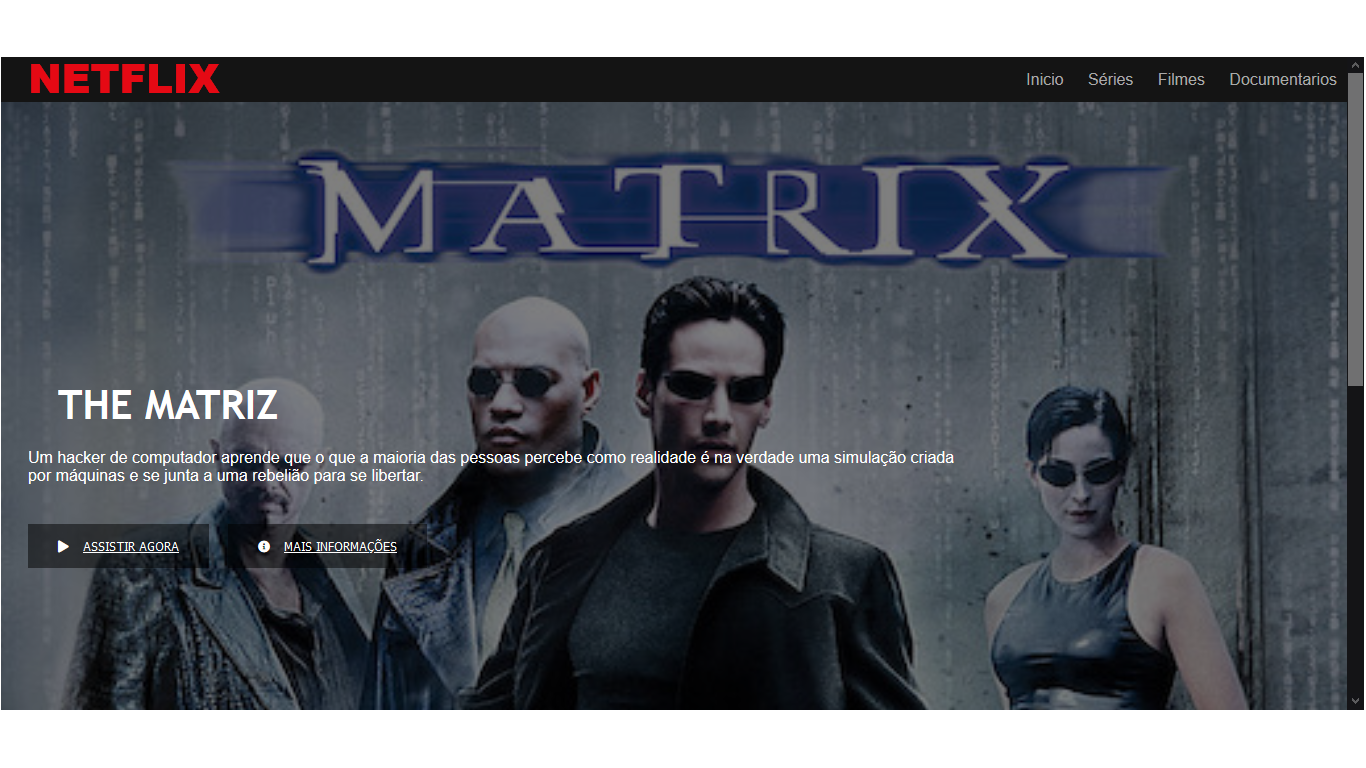 NETFLIX
Inicio Séries Filmes Documentarios
MATRIX
THE MATRIZ
Um hacker de computador aprende que o que a maioria das pessoas percebe como realidade é na verdade uma simulação criada
por máquinas e se junta a uma rebelião para se libertar.
ASSISTIR AGORA
MAIS INFORMAÇÕES